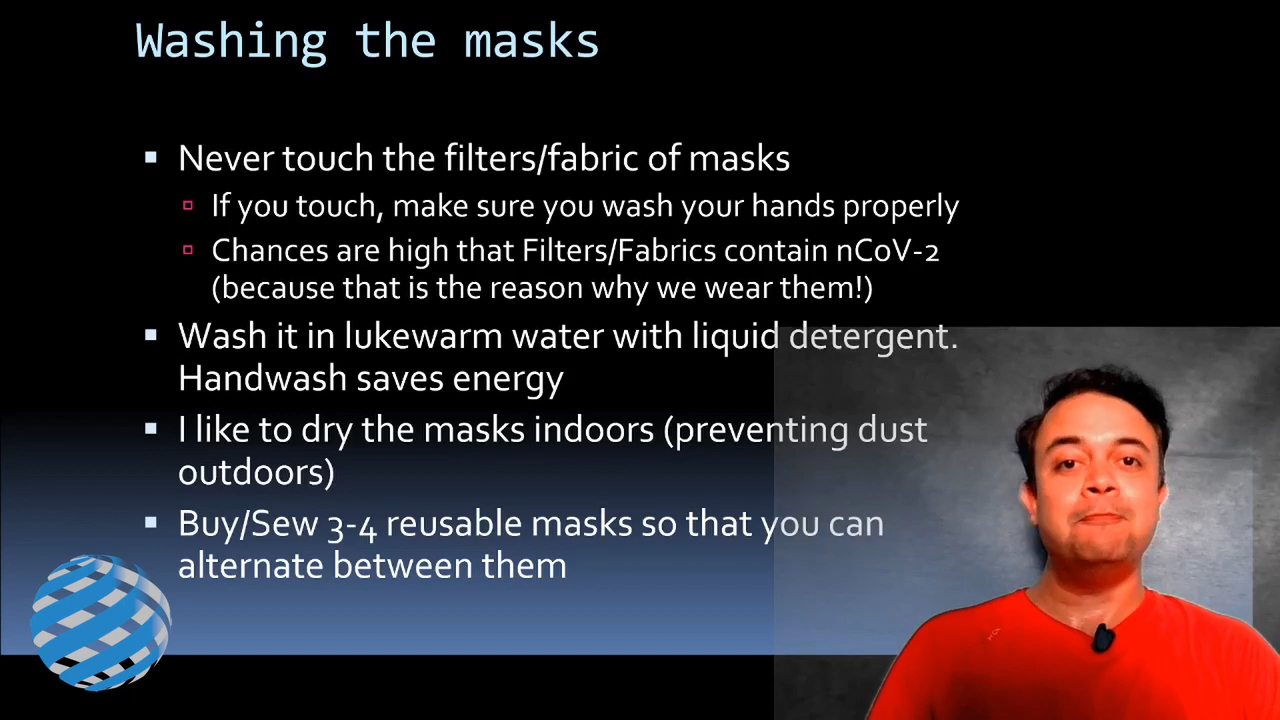 Washing the masks
Never touch the filters/fabric of masks
If you touch, make sure you wash your hands properly
Chances are high that Filters/Fabrics contain nCoV-2
(because that is the reason why we wear them!)
Wash it in lukewarm water with liquid detergent.
Handwash saves energy
I like to dry the masks indoors (preventing dust
outdoors)
Buy/Sew 3-4 reusable masks so that you can
alternate between them